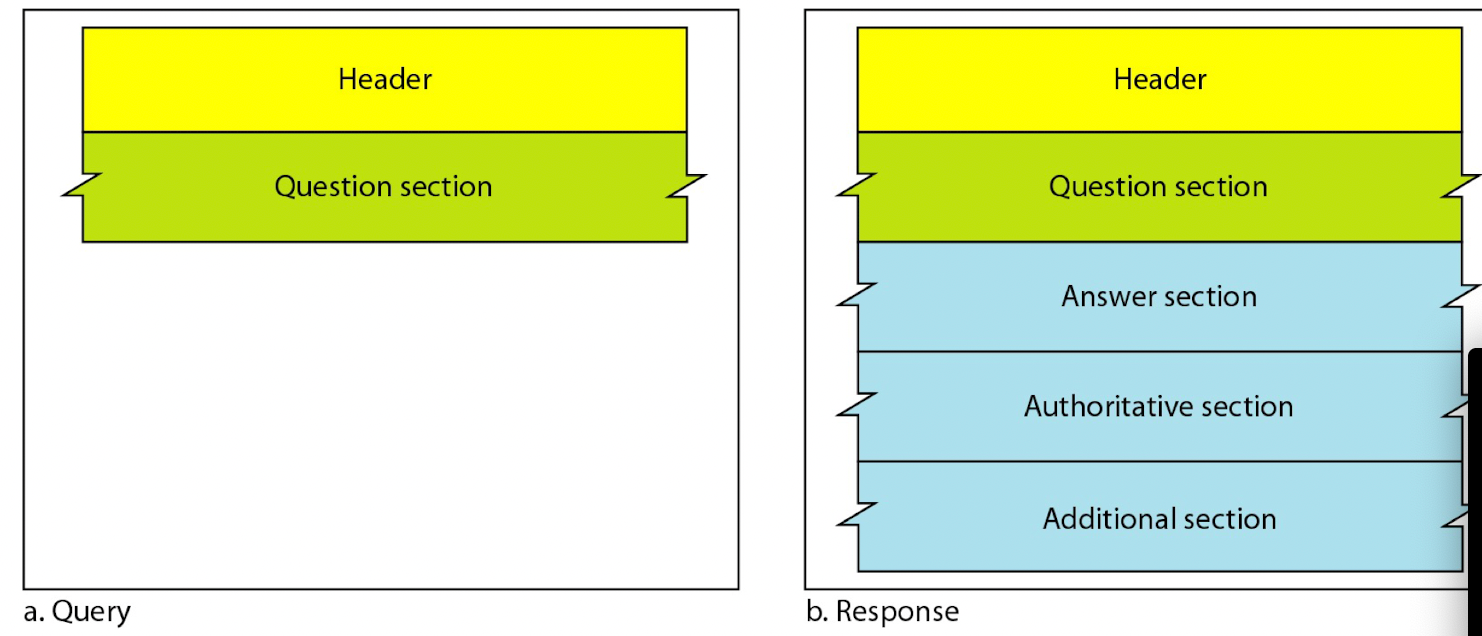 Header
Question section
a. Query
Header
Question section
Answer section
Authoritative section
Additional section
b. Response